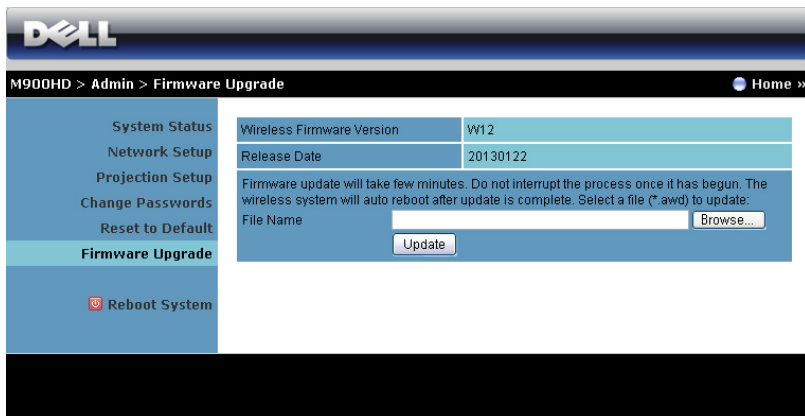 DELL
M900HD > Admin > Firmware Upgrade
Home »
System Status
Network Setup
Projection Setup
Change Passwords
Reset to Default
Firmware Upgrade
Reboot System
Wireless Firmware Version W12
Release Date 20130122
Firmware update will take few minutes. Do not interrupt the process once it has begun. The
wireless system will auto reboot after update is complete. Select a file (*.awd) to update:
File Name Browse...
Update